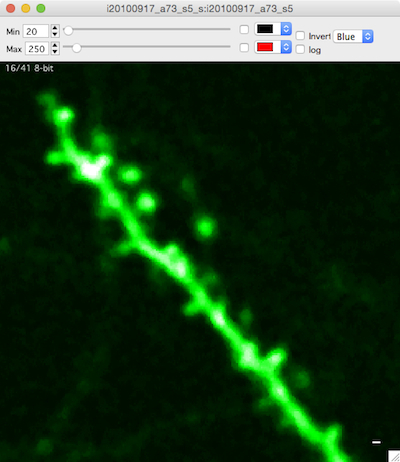 i20100917_a73_s5_s:i20100917_a73_s5
Min 20 Invert Blue
Max 250 log
16/41 8-bit